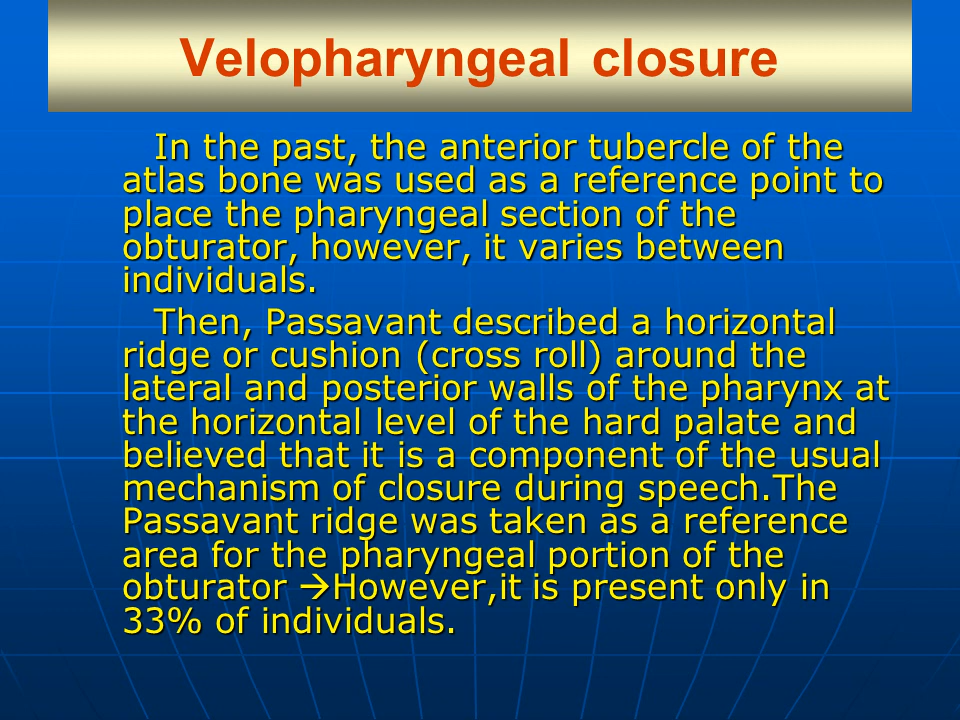 Velopharyngeal closure
In the past, the anterior tubercle of the
atlas bone was used as a reference point to
place the pharyngeal section of the
obturator, however, it varies between
individuals.
Then, Passavant described a horizontal
ridge or cushion (cross roll) around the
lateral and posterior walls of the pharynx at
the horizontal level of the hard palate and
believed that it is a component of the usual
mechanism of closure during speech.The
Passavant ridge was taken as a reference
area for the pharyngeal portion of the
obturator →However,it is present only in
33% of individuals.